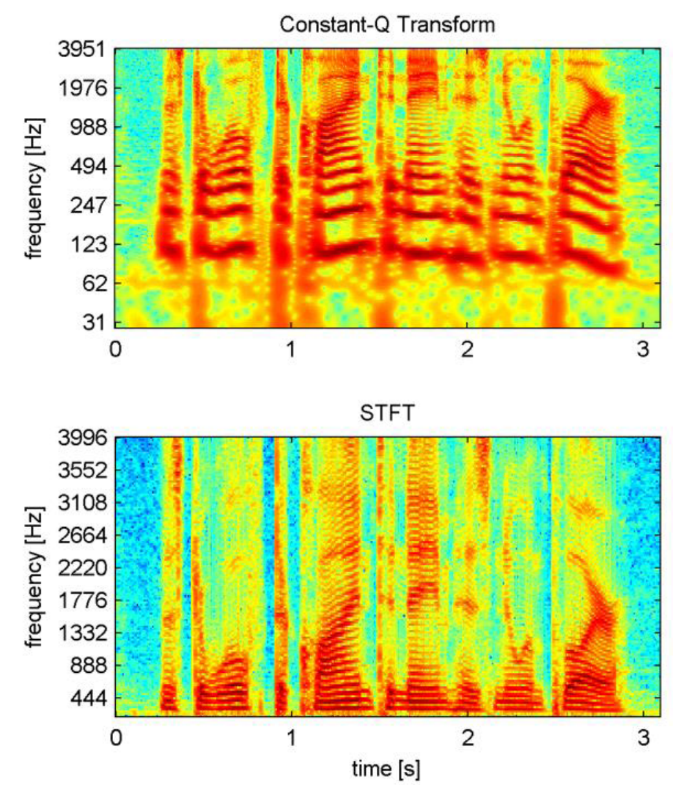 Constant-Q Transform
3951
1976
988
494
247
123
62
31
frequency [Hz]
0 1 2 3
STFT
3996
3552
3108
2664
2220
1776
1332
888
444
frequency [Hz]
0 1 2 3
time [s]